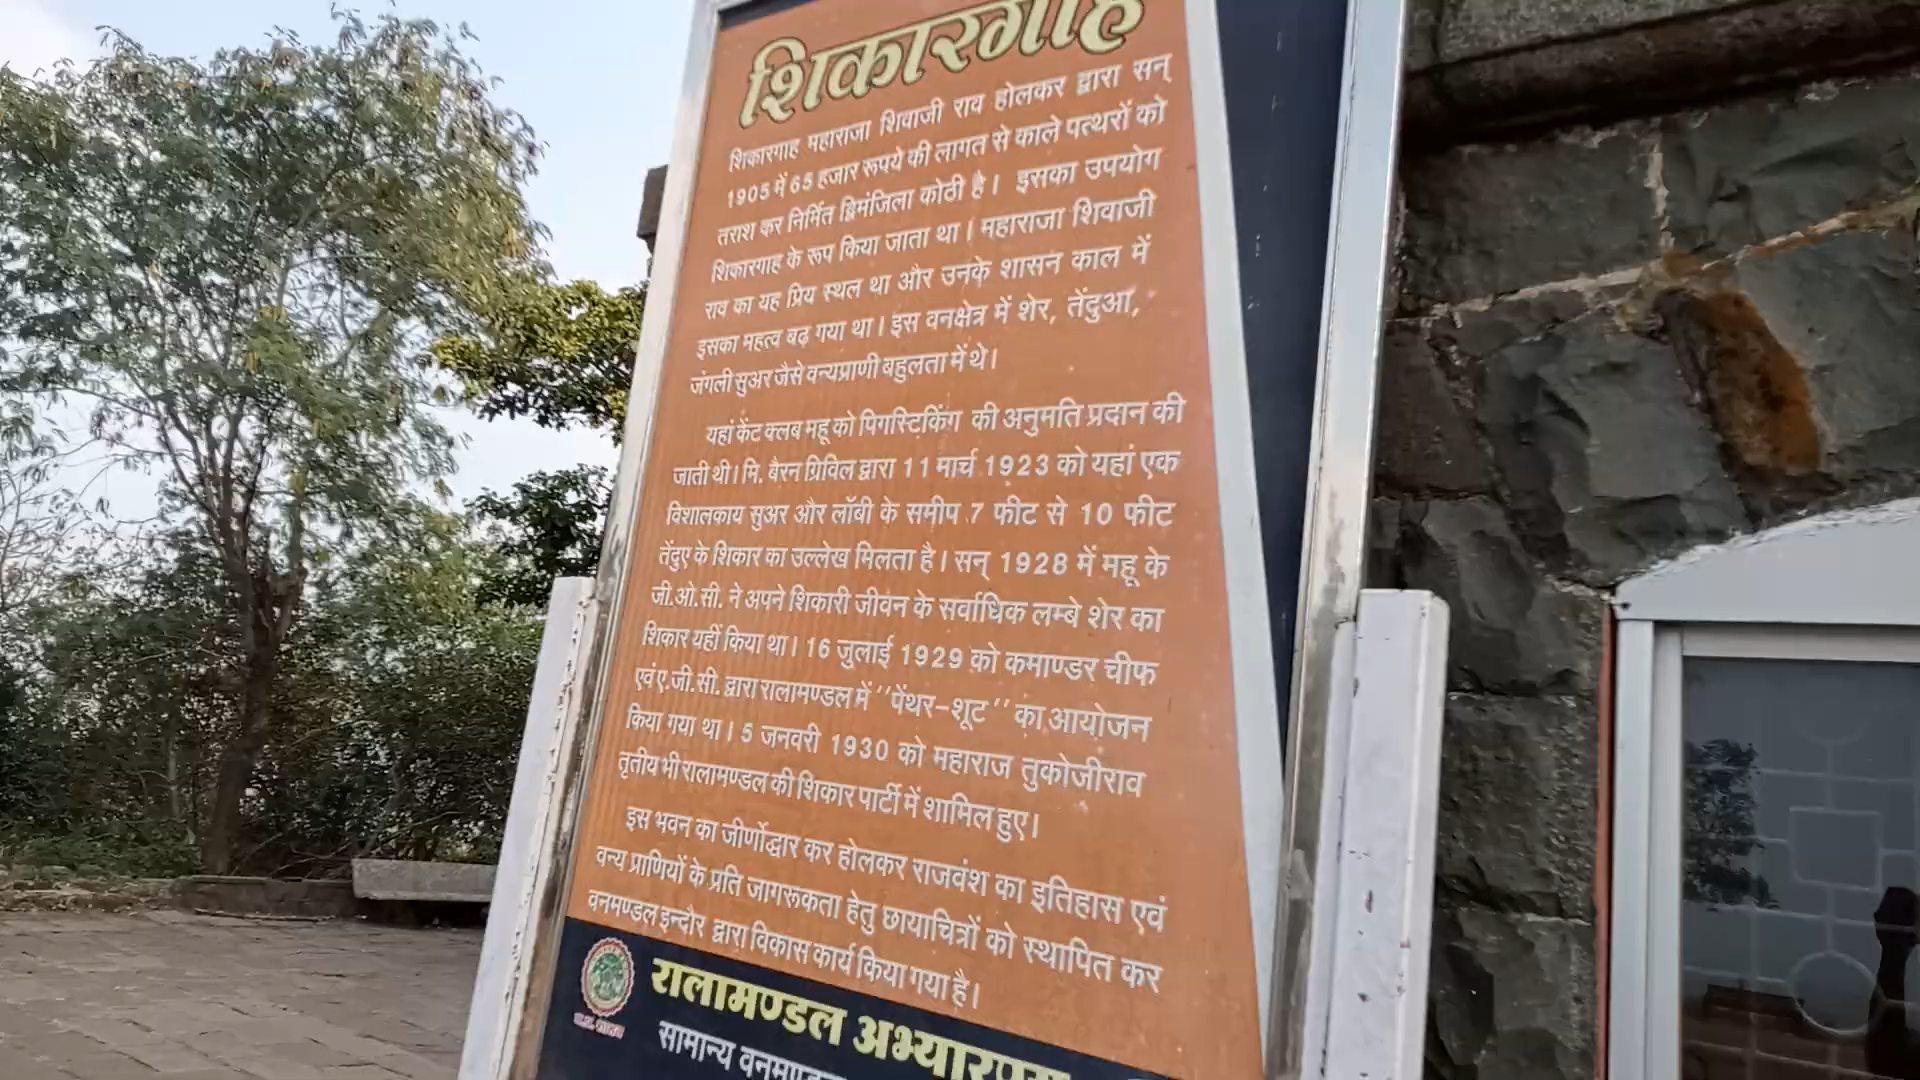 शिकारगाह
शिकारगाह महाराजा शिवाजी राव होलकर द्वारा सन्
1905 में 65 हजार रूपये की लागत से काले पत्थरों को
तराश कर निर्मित द्विमंजिला कोठी है। इसका उपयोग
शिकारगाह के रूप किया जाता था। महाराजा शिवाजी
राव का यह प्रिय स्थल था और उनके शासन काल में
इसका महत्व बढ़ गया था। इस वनक्षेत्र में शेर, तेंदुआ,
जंगली सुअर जैसे वन्यप्राणी बहुलता में थे।
यहां केंट क्लब महू को पिगस्टिकिंग की अनुमति प्रदान की
जाती थी। मि. बैरन ग्रिविल द्वारा 11 मार्च 1923 को यहां एक
विशालकाय सुअर और लॉबी के समीप 7 फीट से 10 फीट
तेंदुए के शिकार का उल्लेख मिलता है। सन् 1928 में महू के
जी.ओ.सी. ने अपने शिकारी जीवन के सर्वाधिक लम्बे शेर का
शिकार यहीं किया था। 16 जुलाई 1929 को कमाण्डर चीफ
एवं ए.जी.सी. द्वारा रालामण्डल में ''पेंथर-शूट'' का आयोजन
किया गया था। 5 जनवरी 1930 को महाराज तुकोजीराव
तृतीय भी रालामण्डल की शिकार पार्टी में शामिल हुए।
इस भवन का जीर्णोद्धार कर होलकर राजवंश का इतिहास एवं
वन्य प्राणियों के प्रति जागरूकता हेतु छायाचित्रों को स्थापित कर
वनमण्डल इन्दौर द्वारा विकास कार्य किया गया है।
रालामण्डल अभ्यारण्य
सामान्य